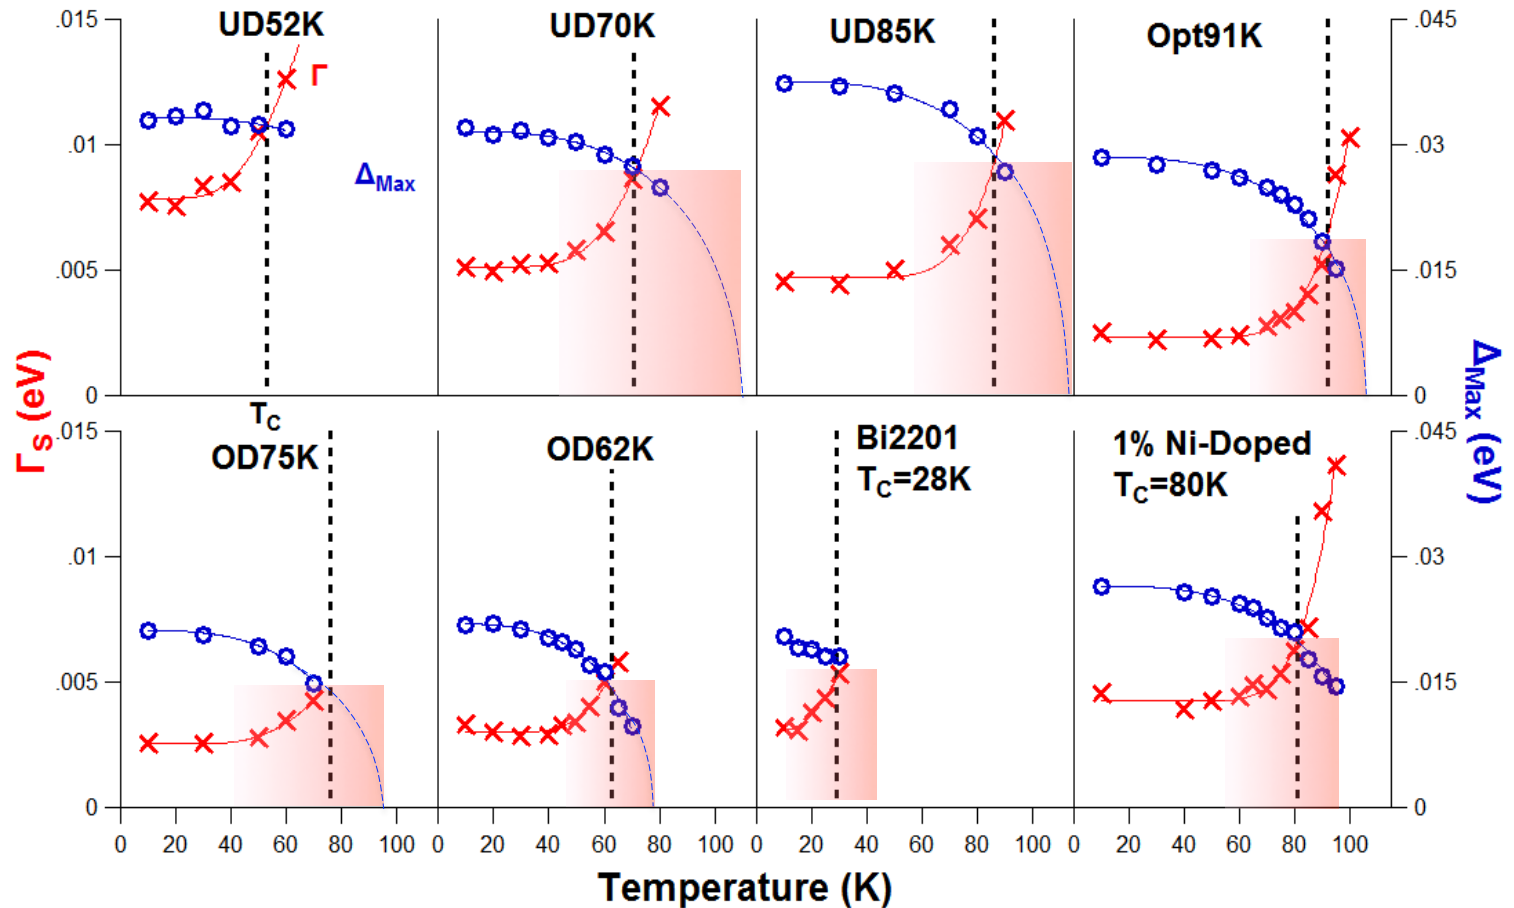 .015
UD52K
UD70K
UD85K
Opt91K
.045
Γ
.01
.03
ΔMax
.005
.015
0
0
ΓS (eV)
ΔMax (eV)
TC
.015
OD75K
OD62K
Bi2201
TC=28K
1% Ni-Doped
TC=80K
.045
.01
.03
.005
.015
0
0
0 20 40 60 80 100 0 20 40 60 80 100 0 20 40 60 80 100 0 20 40 60 80 100
Temperature (K)